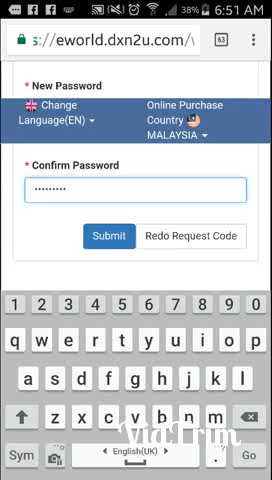 38% 6:51 AM
s://eworld.dxn2u.com/
63
* New Password
Change
Language(EN)
Online Purchase
Country
MALAYSIA
* Confirm Password
•••••••••
Submit Redo Request Code
1 2 3 4 5 6 7 8 9 0
q w e r t y u i o p
a s d f g h j k l
z x c v b n m
Sym English(UK) . Go
VidTrim